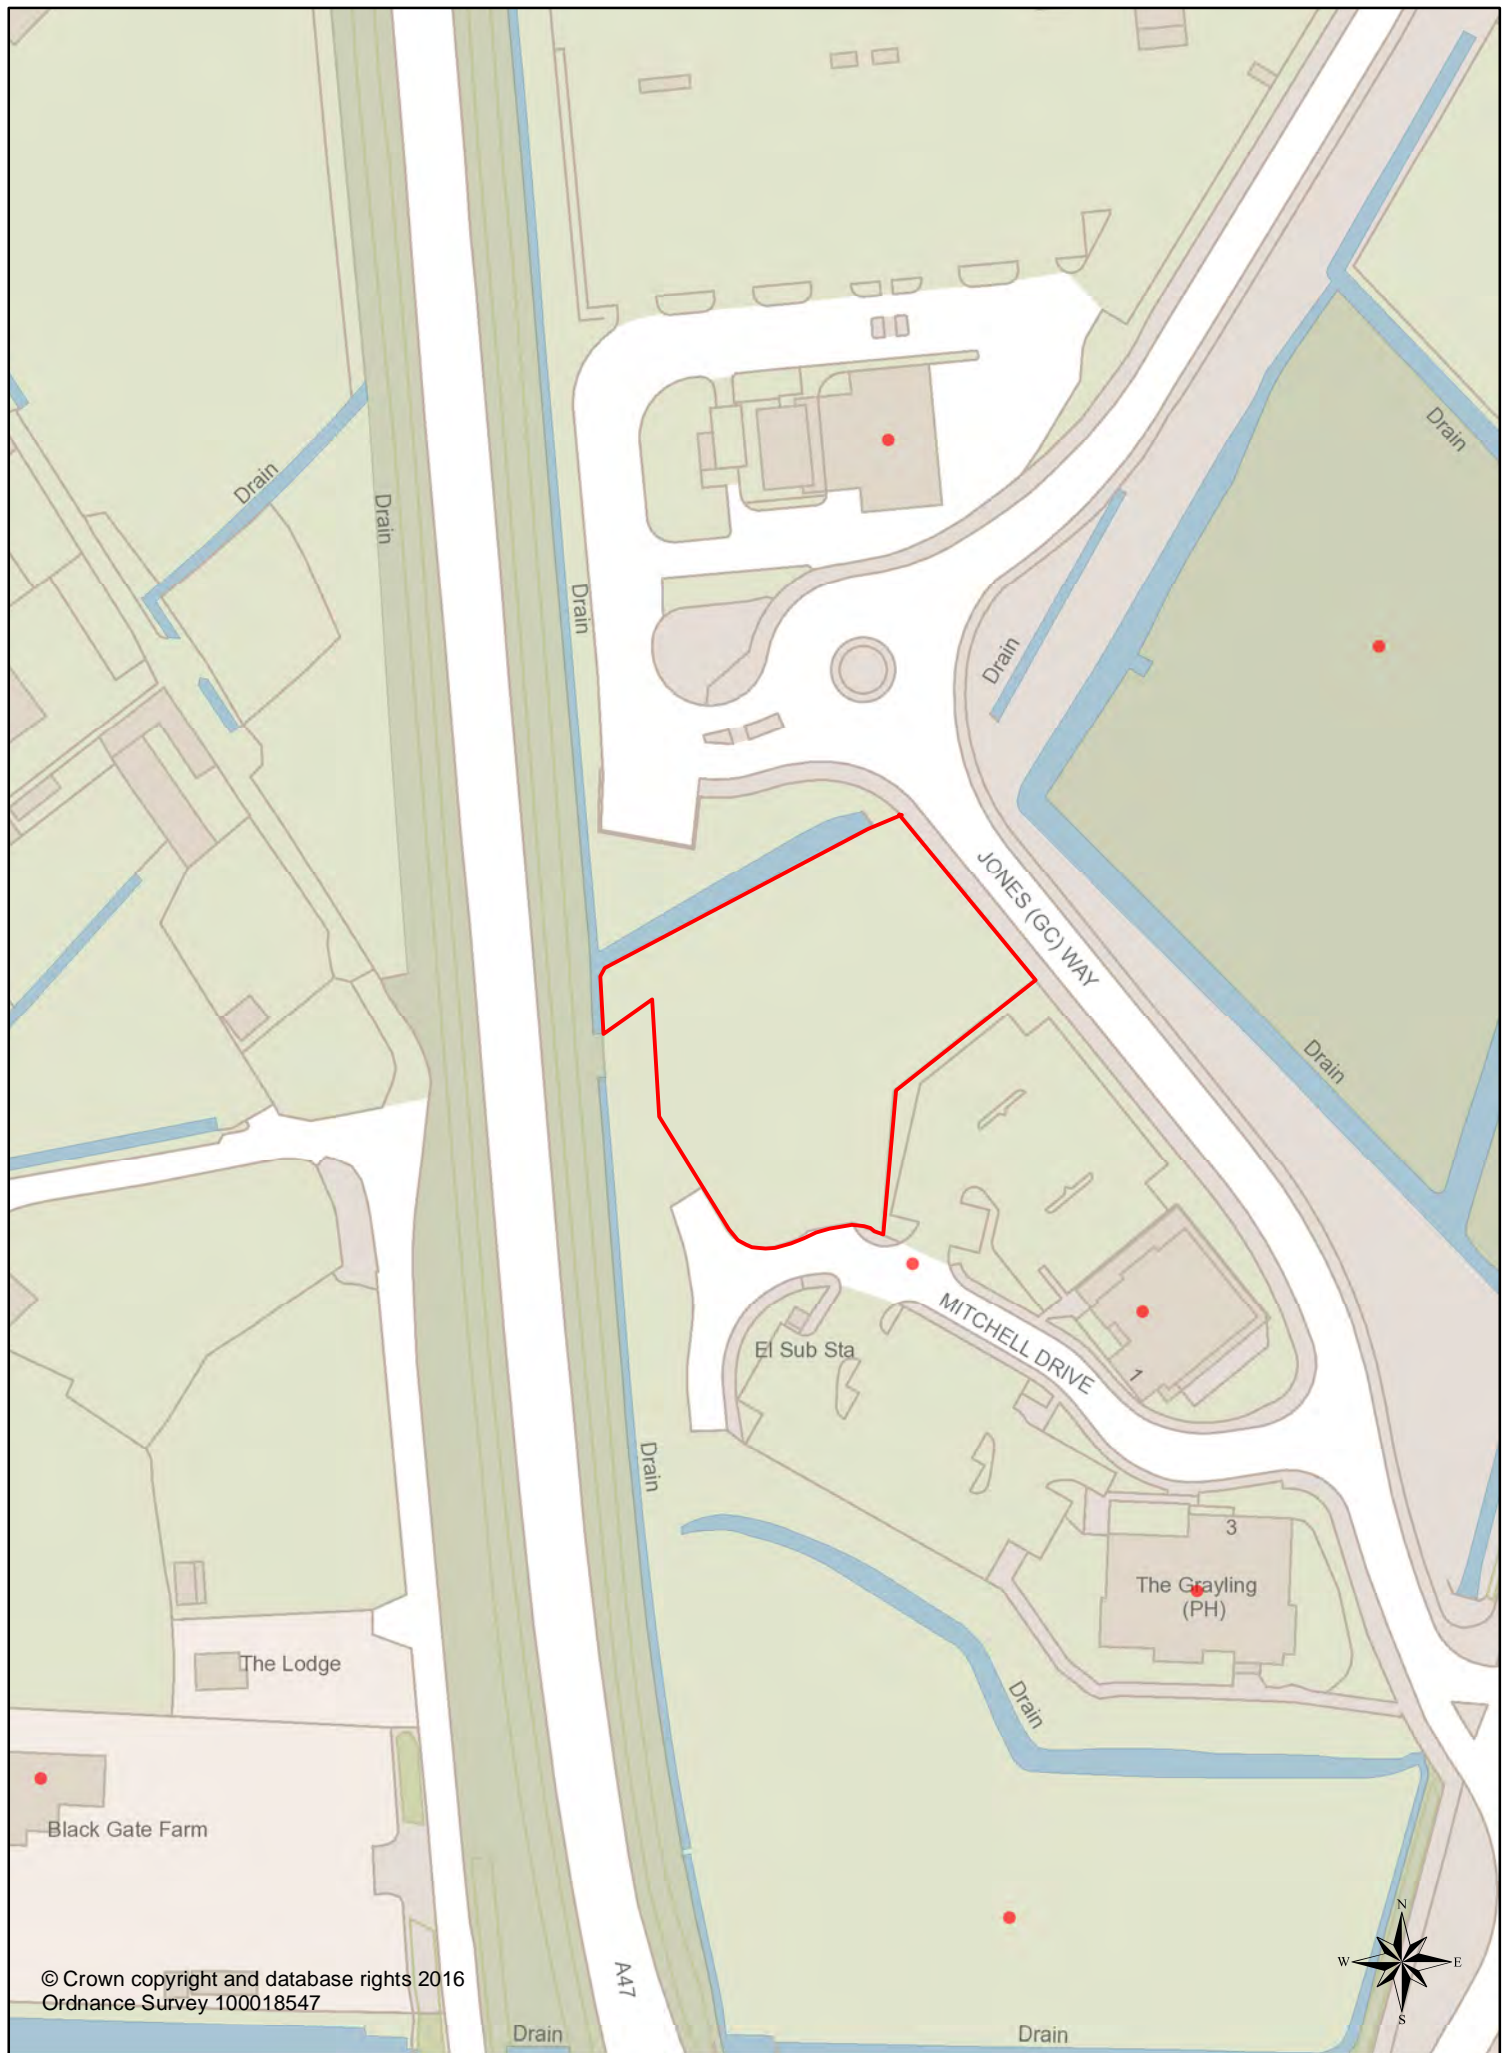 Drain
Drain
Drain
Drain
Drain
JONES (GC) WAY
Drain
MITCHELL DRIVE
El Sub Sta
1
Drain
3
The Grayling
(PH)
The Lodge
Drain
Black Gate Farm
N
W
E
S
A47
© Crown copyright and database rights 2016
Ordnance Survey 100018547
Drain
Drain